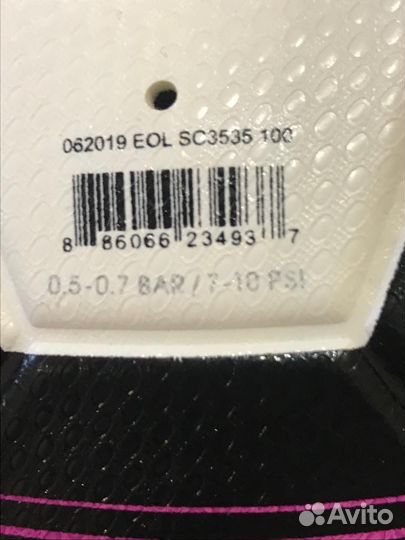 062019 EOL SC3535 100
8 86066 23493 7
0.5-0.7 BAR / 7-10 PSI
Avito